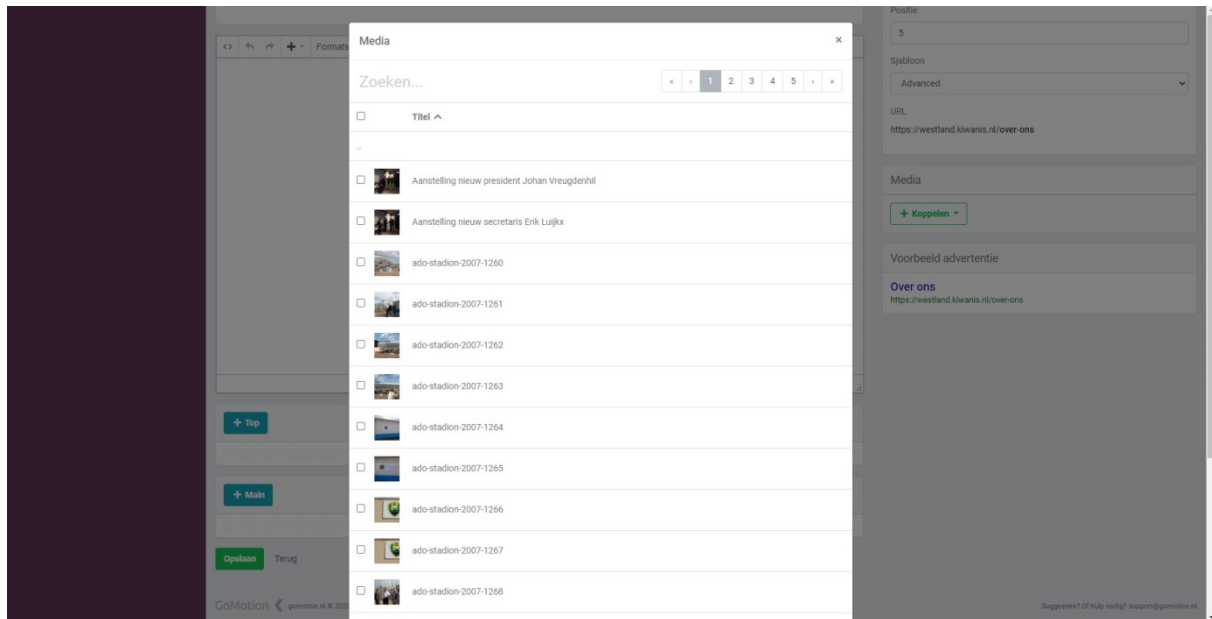 Positie
5
Formats
Media
×
Zoeken...
« ‹ 1 2 3 4 5 › »
Sjabloon
Advanced
Titel
URL
https://westland.kiwanis.nl/over-ons
..
Aanstelling nieuw president Johan Vreugdenhil
Media
+ Koppelen
Aanstelling nieuw secretaris Erik Luijkx
Voorbeeld advertentie
ado-stadion-2007-1260
Over ons
https://westland.kiwanis.nl/over-ons
ado-stadion-2007-1261
ado-stadion-2007-1262
ado-stadion-2007-1263
+ Top
ado-stadion-2007-1264
ado-stadion-2007-1265
+ Main
ado-stadion-2007-1266
Opslaan
Terug
ado-stadion-2007-1267
ado-stadion-2007-1268
GoMotion gomotion.nl ©
Suggesties? Of hulp nodig? support@gomotion.nl